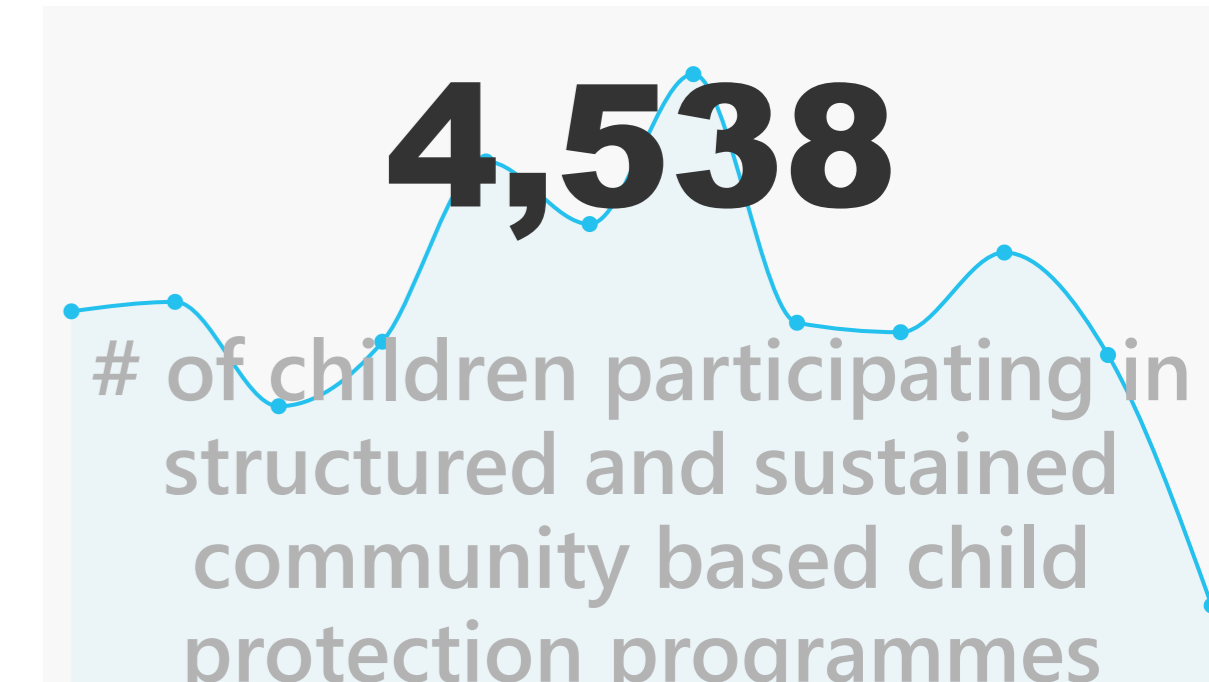 4,538
# of children participating in
structured and sustained
community based child
protection programmes